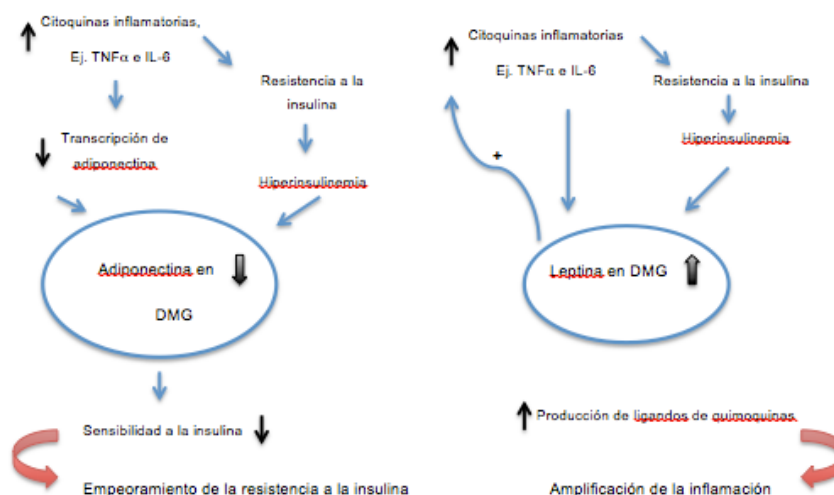 Citoquinas inflamatorias,
Ej. TNFα e IL-6
Resistencia a la
insulina
Transcripción de
adiponectina
Hiperinsulinemia
Adiponectina en
DMG
Sensibilidad a la insulina
Empeoramiento de la resistencia a la insulina
Citoquinas inflamatorias
Ej. TNFα e IL-6
Resistencia a la insulina
Hiperinsulinemia
+
Leptina en DMG
Producción de ligandos de quimoquinas
Amplificación de la inflamación